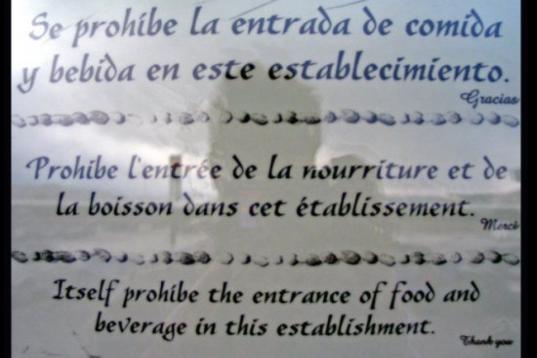 Se prohibe la entrada de comida
y bebida en este establecimiento.
Gracias
Prohibe l'entrée de la nourriture et de
la boisson dans cet établissement.
Merci
Itself prohibe the entrance of food and
beverage in this establishment.
Thank you